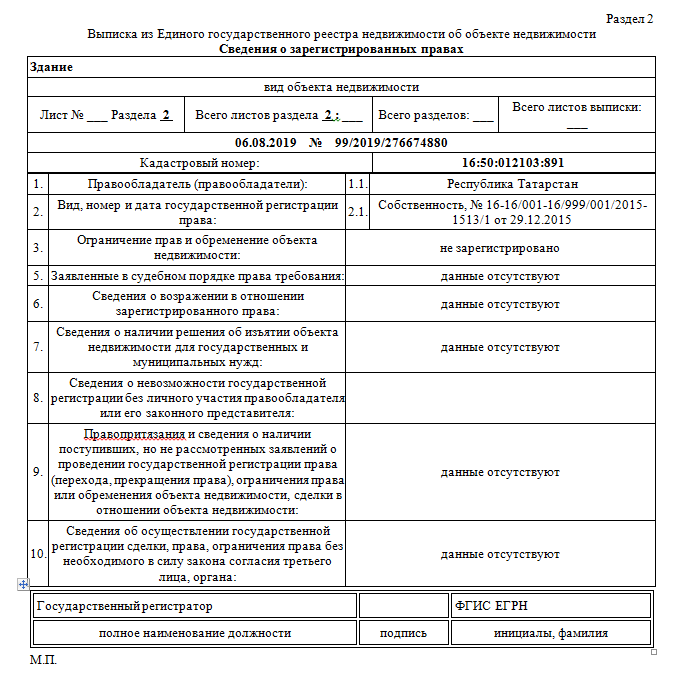 Раздел 2
Выписка из Единого государственного реестра недвижимости об объекте недвижимости
Сведения о зарегистрированных правах
Здание
вид объекта недвижимости
Лист № ___ Раздела 2 Всего листов раздела 2 : ___ Всего разделов: ___ Всего листов выписки:
___
06.08.2019 № 99/2019/276674880
Кадастровый номер: 16:50:012103:891
1. Правообладатель (правообладатели): 1.1. Республика Татарстан
2. Вид, номер и дата государственной регистрации
права:
2.1. Собственность, № 16-16/001-16/999/001/2015-
1513/1 от 29.12.2015
3. Ограничение прав и обременение объекта
недвижимости:
не зарегистрировано
5. Заявленные в судебном порядке права требования: данные отсутствуют
6. Сведения о возражении в отношении
зарегистрированного права:
данные отсутствуют
7. Сведения о наличии решения об изъятии объекта
недвижимости для государственных и
муниципальных нужд:
данные отсутствуют
8. Сведения о невозможности государственной
регистрации без личного участия правообладателя
или его законного представителя:
9. Правопритязания и сведения о наличии
поступивших, но не рассмотренных заявлений о
проведении государственной регистрации права
(перехода, прекращения права), ограничения права
или обременения объекта недвижимости, сделки в
отношении объекта недвижимости:
данные отсутствуют
10. Сведения об осуществлении государственной
регистрации сделки, права, ограничения права без
необходимого в силу закона согласия третьего
лица, органа:
данные отсутствуют
Государственный регистратор ФГИС ЕГРН
полное наименование должности подпись инициалы, фамилия
М.П.